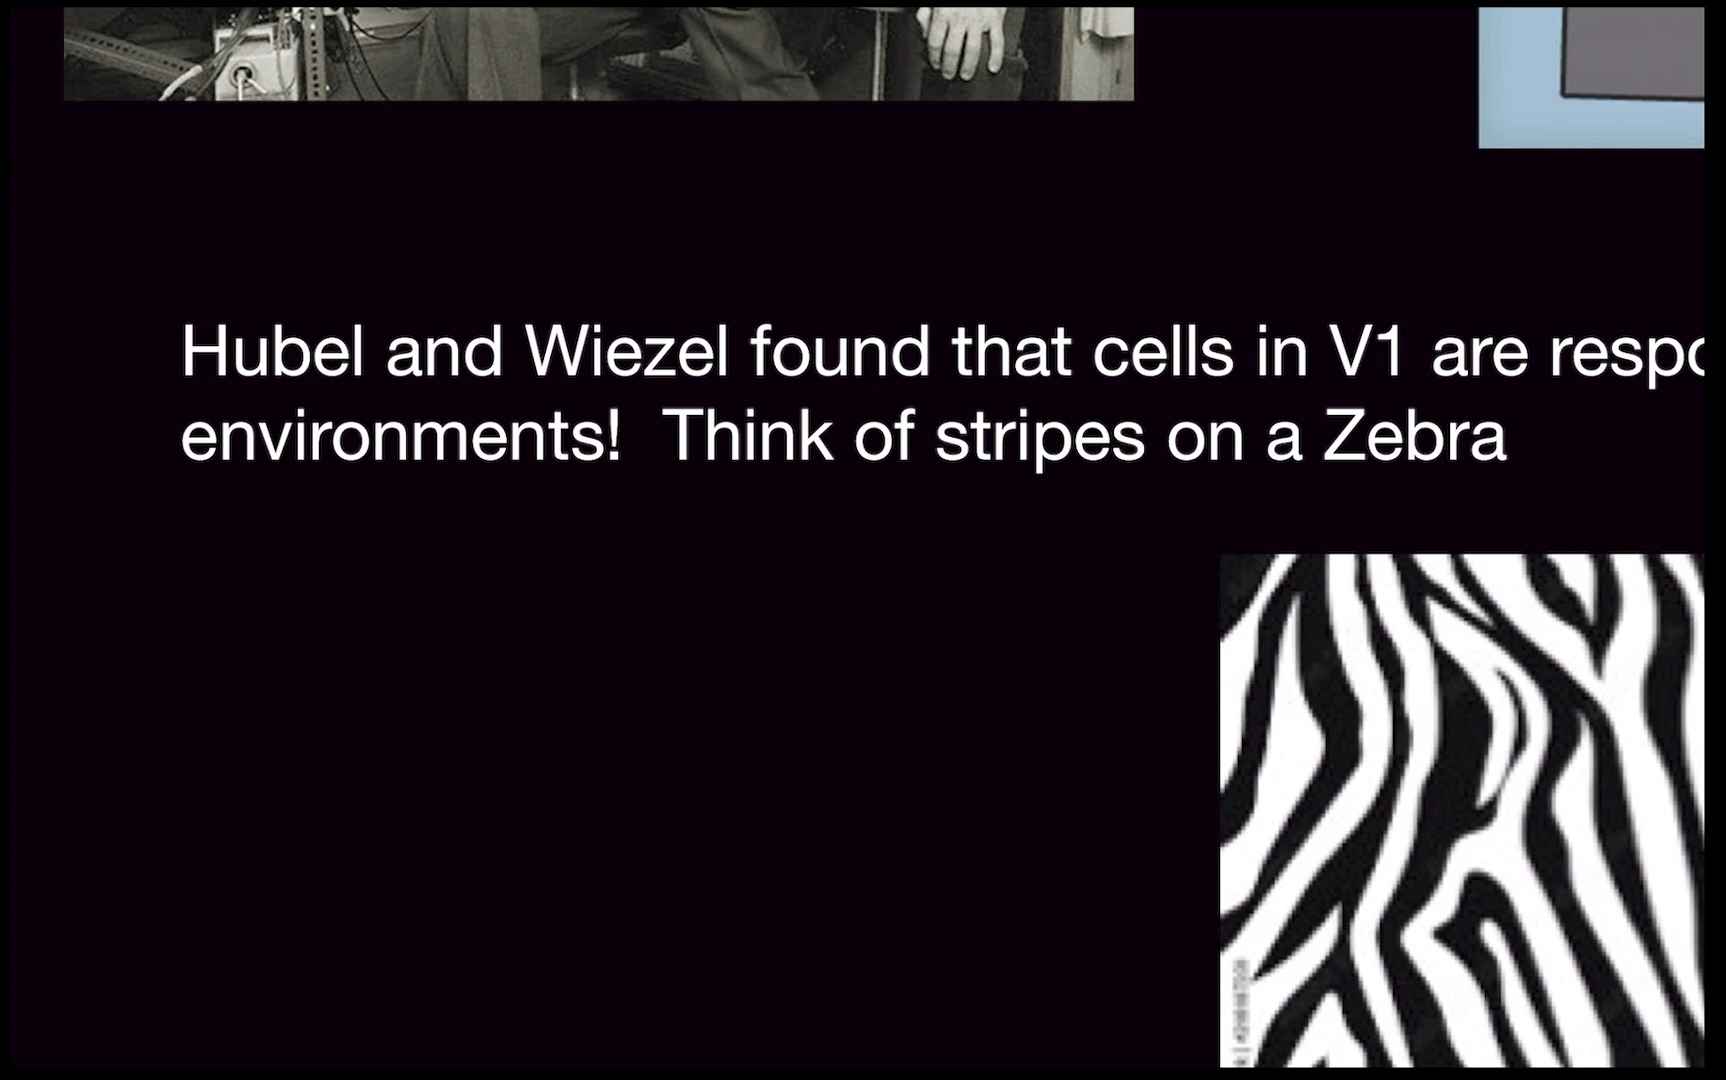 Hubel and Wiezel found that cells in V1 are respo
environments!  Think of stripes on a Zebra